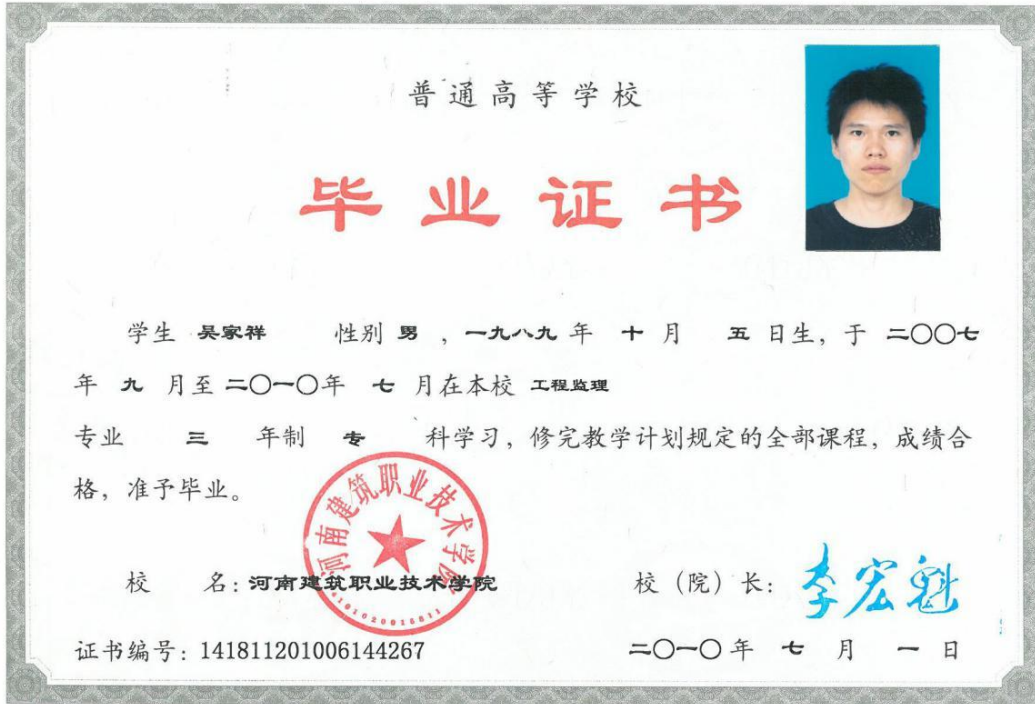 普通高等学校
毕业证书
学生 吴家祥 性别 男 ，一九八九 年 十 月 五 日生，于 二〇〇七
年 九 月至 二〇一〇年 七 月在本校 工程监理
专业 三 年制 专 科学习，修完教学计划规定的全部课程，成绩合
格，准予毕业。
河南建筑职业技术学院
校 名：河南建筑职业技术学院 校（院）长：李宏魁
证书编号：141811201006144267 二〇一〇年 七 月 一 日